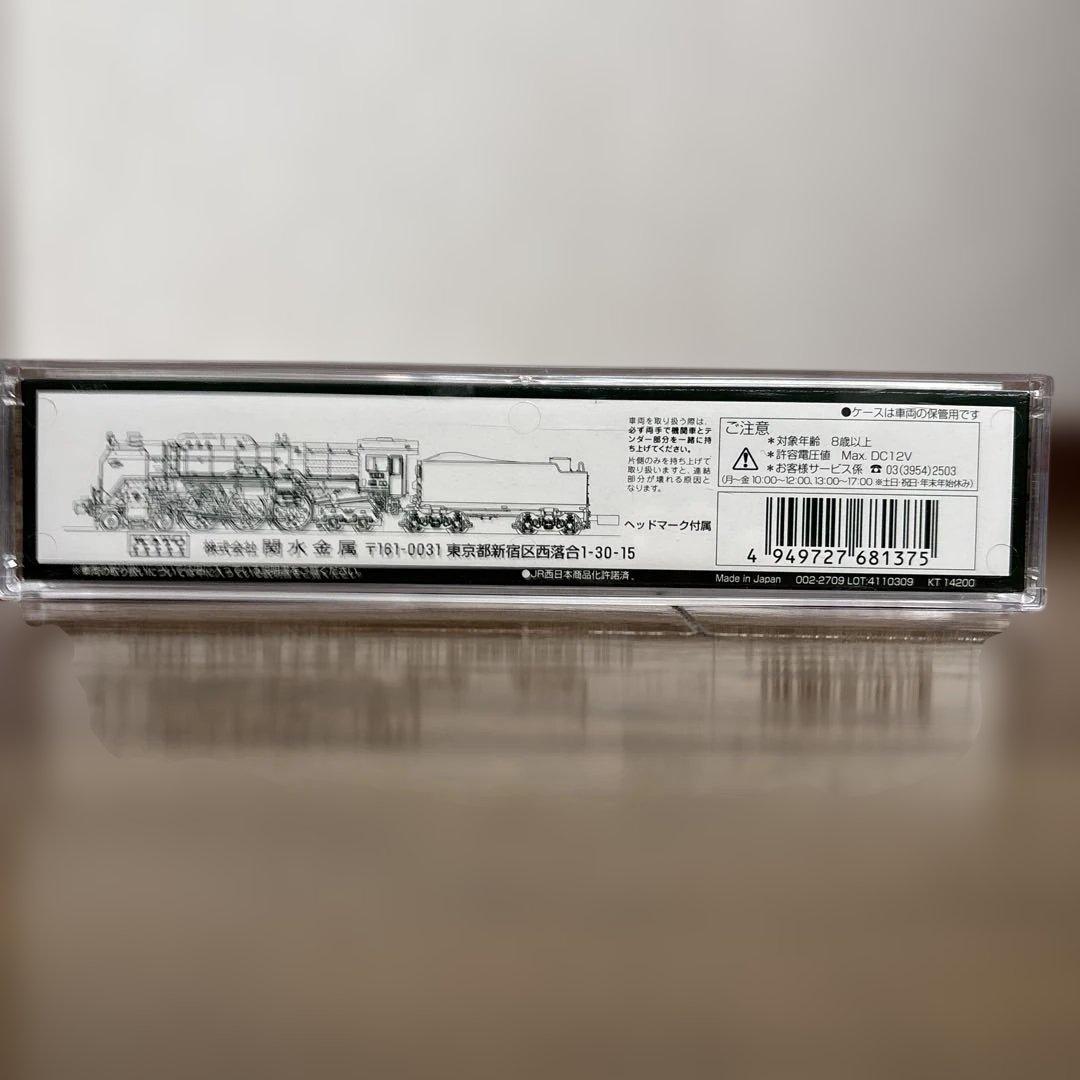 ●ケースは車両の保管用です
車両を取り扱う際は、
必ず両手で機関車とテ
ンダー部分を一緒に持
ち上げてください。
片側のみを持ち上げて
取り扱いますと、連結
部分が壊れる原因と
なります。
ヘッドマーク付属
ご注意
*対象年齢 8歳以上
*許容電圧値 Max. DC12V
*お客様サービス係 ☎ 03(3954)2503
(月~金 10:00~12:00, 13:00~17:00 ※土日・祝日・年末年始休み)
4 949727 681375
株式会社 関水金属 〒161-0031 東京都新宿区西落合1-30-15
●JR西日本商品化許諾済
Made in Japan 002-2709 LOT:4110309 KT 14200